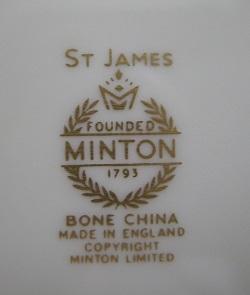 ST JAMES
FOUNDED
MINTON
1793
BONE CHINA
MADE IN ENGLAND
COPYRIGHT
MINTON LIMITED